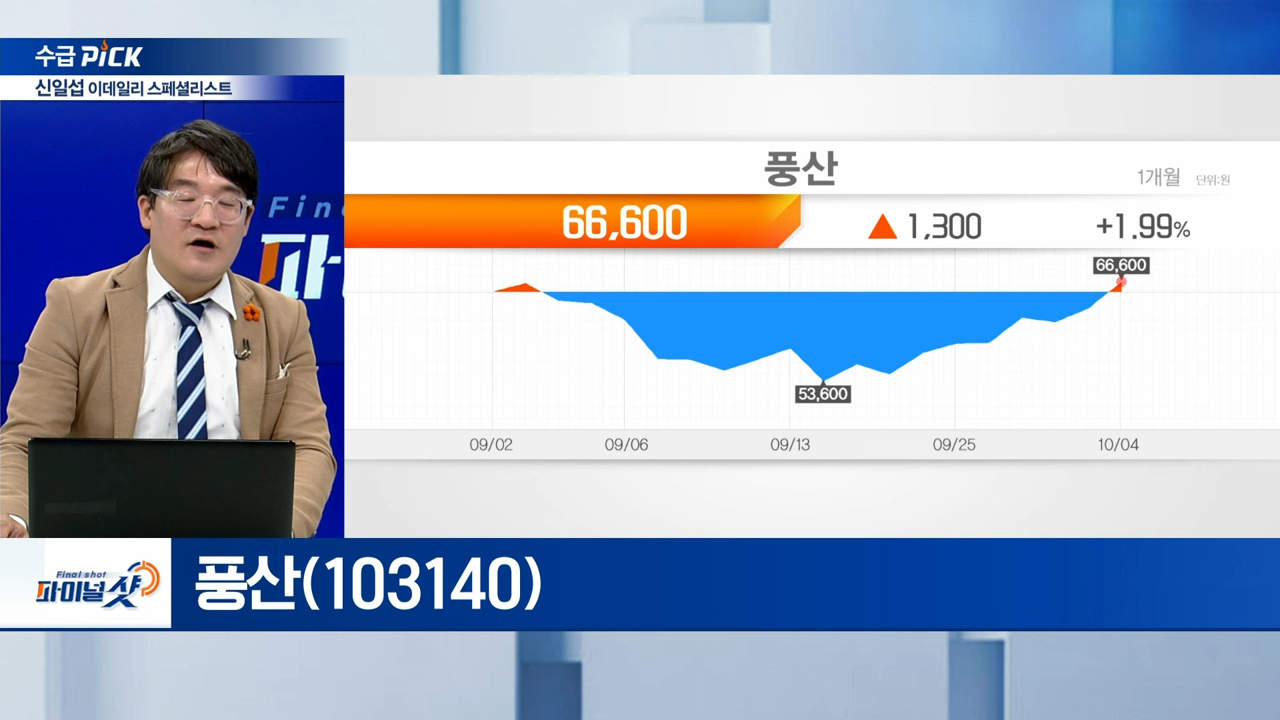 수급 PiCK
신일섭 이데일리 스페셜리스트
Fin
파
풍산
1개월 단위:원
66,600 ▲ 1,300 +1.99%
66,600
53,600
09/02 09/06 09/13 09/25 10/04
Final shot
파이널샷
풍산(103140)